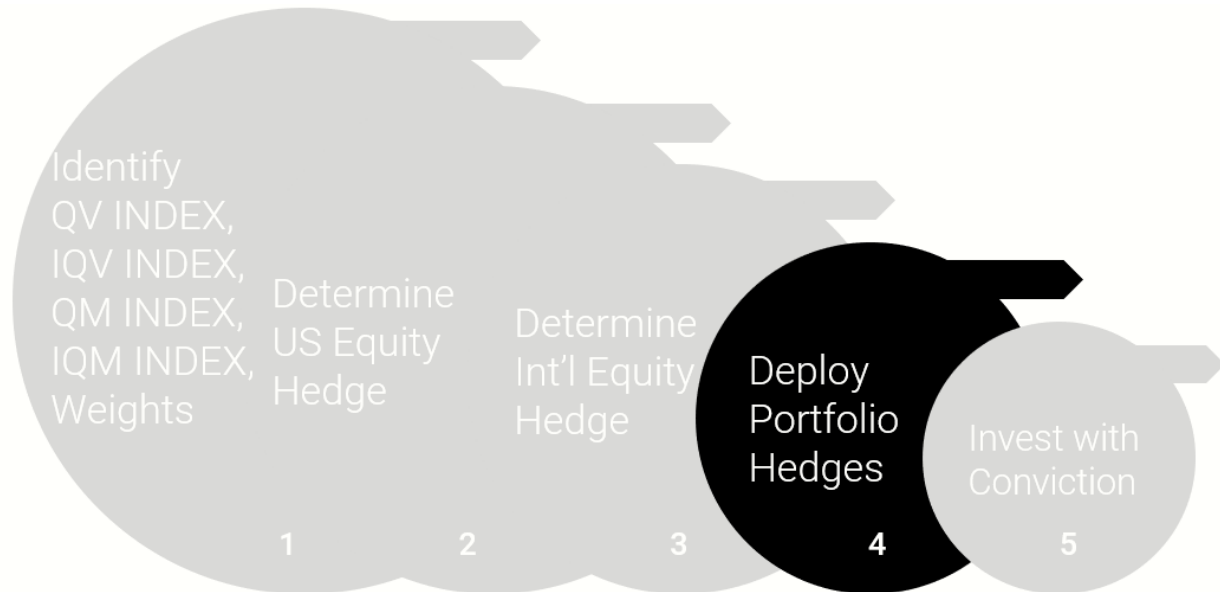 Identify
QV INDEX,
IQV INDEX,
QM INDEX,
IQM INDEX,
Weights
1
Determine
US Equity
Hedge
2
Determine
Int'l Equity
Hedge
3
Deploy
Portfolio
Hedges
4
Invest with
Conviction
5